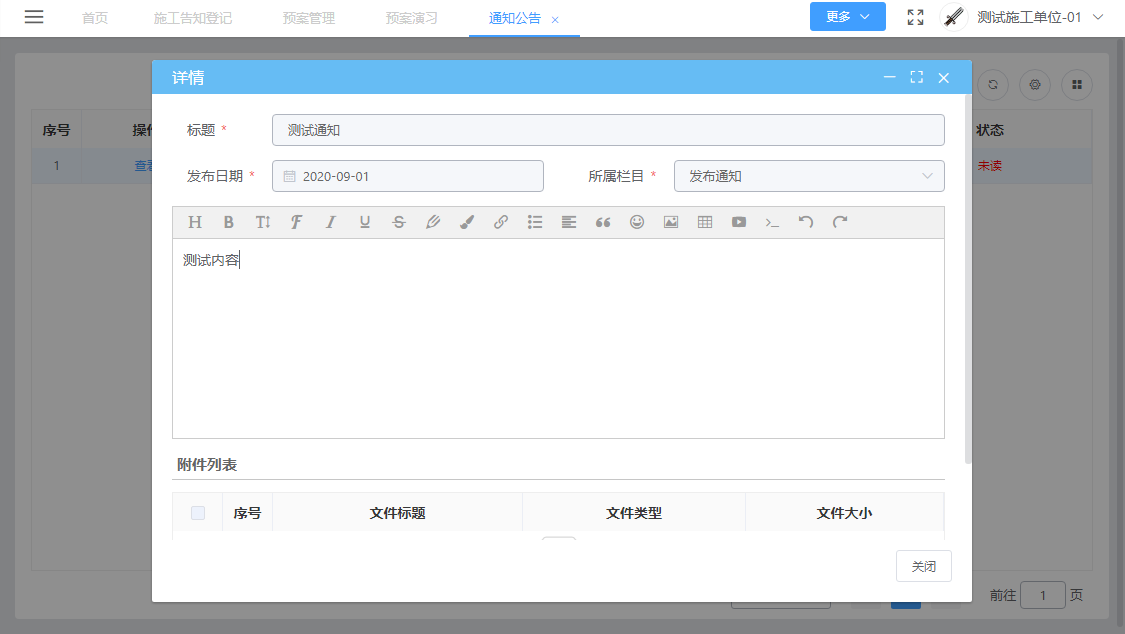 首页 施工告知登记 预案管理 预案演习 通知公告 × 更多 测试施工单位-01
详情
序号 状态
1 未读
标题 * 测试通知
发布日期 * 2020-09-01 所属栏目 * 发布通知
测试内容
附件列表
序号 文件标题 文件类型 文件大小
关闭
前往 1 页